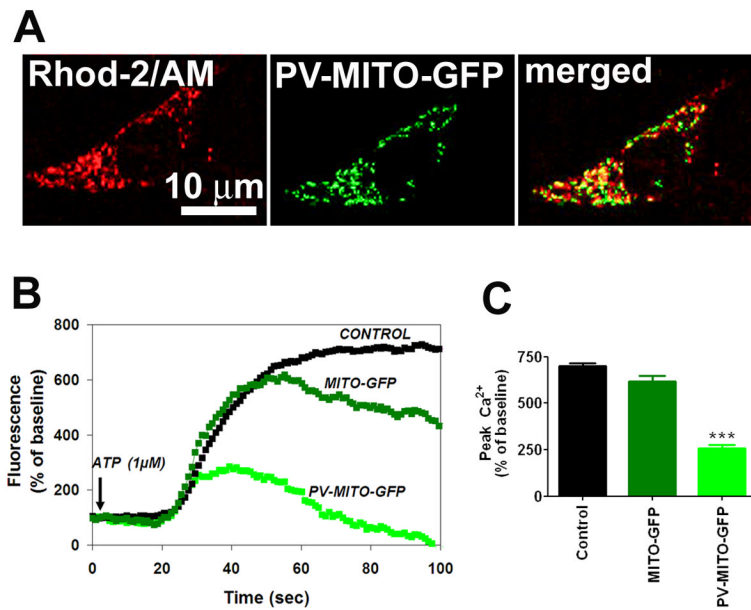 A
Rhod-2/AM
PV-MITO-GFP
merged
10 µm
B
Fluorescence
(% of baseline)
800
600
400
200
0
CONTROL
MITO-GFP
ATP (1µM)
PV-MITO-GFP
0
20
40
60
80
100
Time (sec)
C
Peak Ca²⁺
(% of baseline)
750
500
250
0
***
Control
MITO-GFP
PV-MITO-GFP